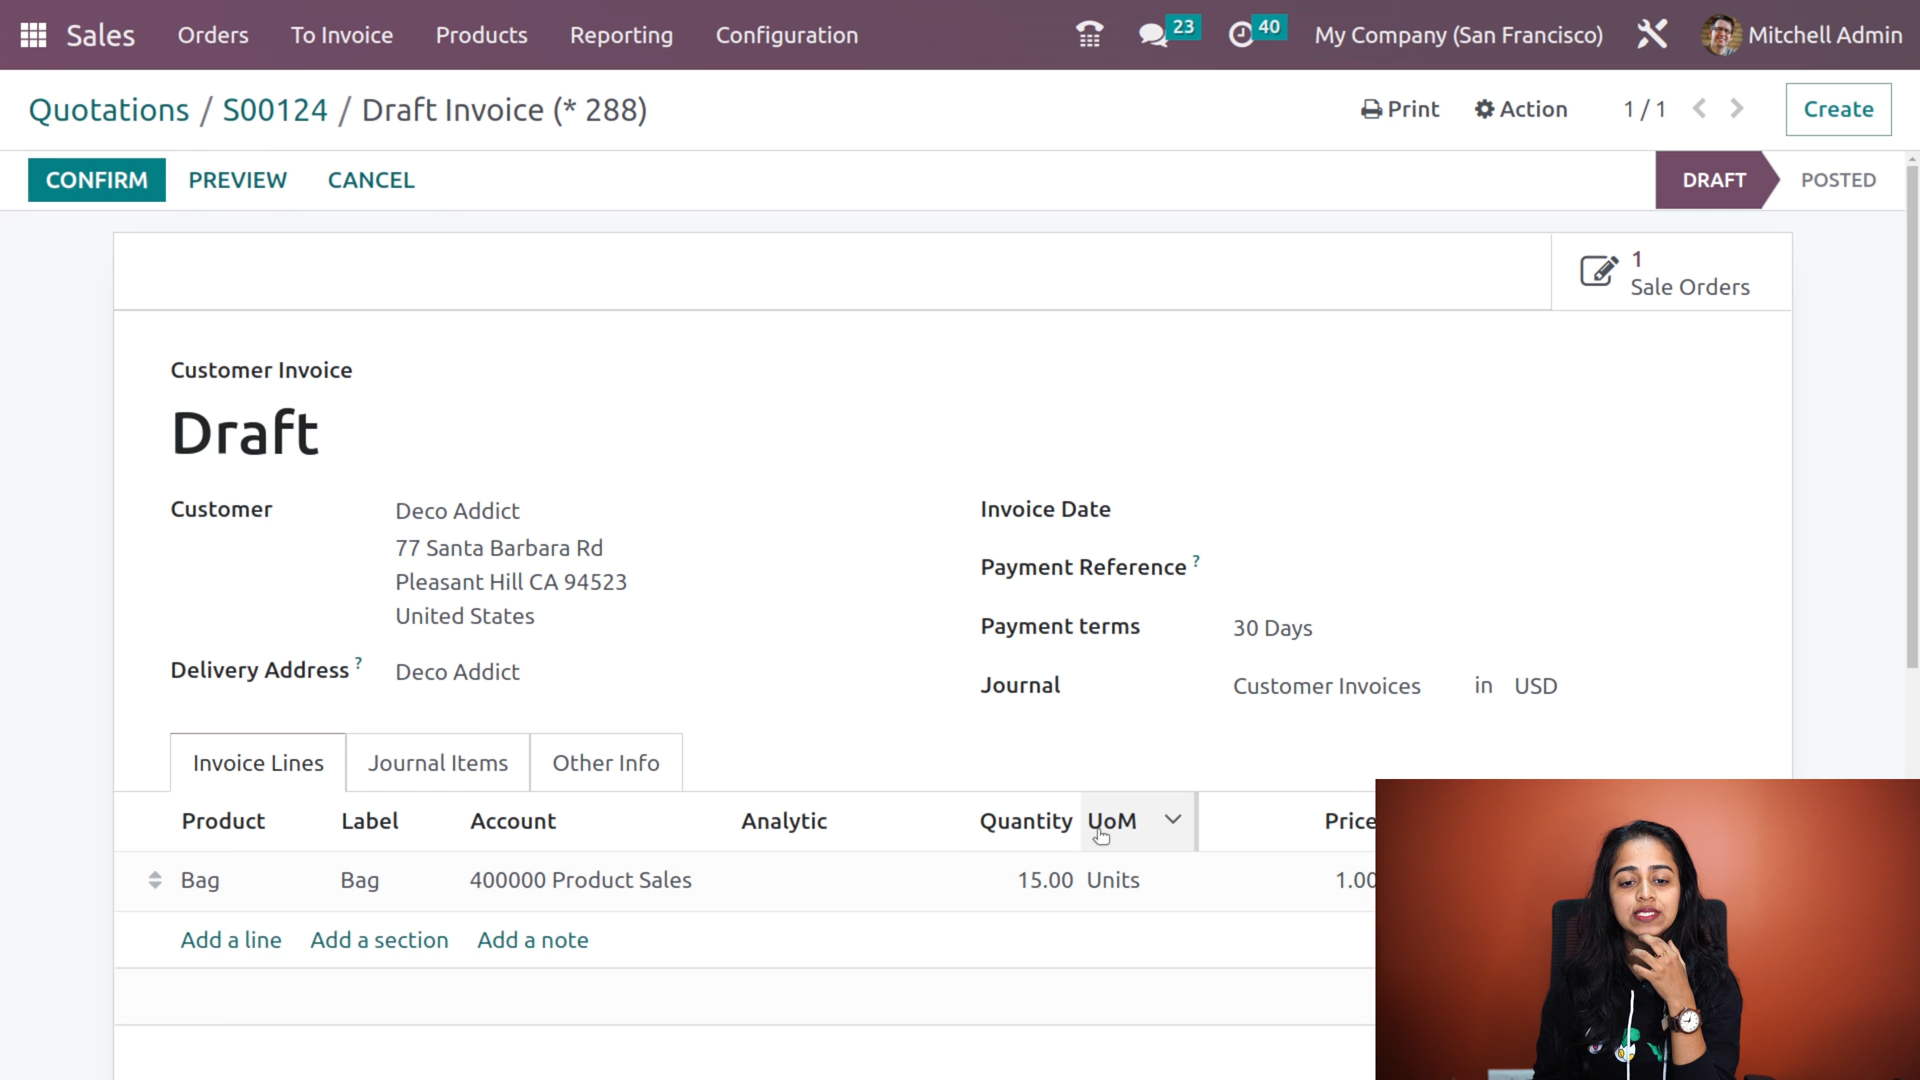 Sales Orders To Invoice Products Reporting Configuration 23 40 My Company (San Francisco) Mitchell Admin
Quotations / S00124 / Draft Invoice (* 288) Print Action 1 / 1 Create
CONFIRM PREVIEW CANCEL DRAFT POSTED
1
Sale Orders
Customer Invoice
Draft
Customer Deco Addict Invoice Date
77 Santa Barbara Rd
Pleasant Hill CA 94523
United States
Payment Reference ?
Payment terms 30 Days
Delivery Address ? Deco Addict
Journal Customer Invoices in USD
Invoice Lines Journal Items Other Info
Product Label Account Analytic Quantity UoM Price
Bag Bag 400000 Product Sales 15.00 Units 1.00
Add a line Add a section Add a note